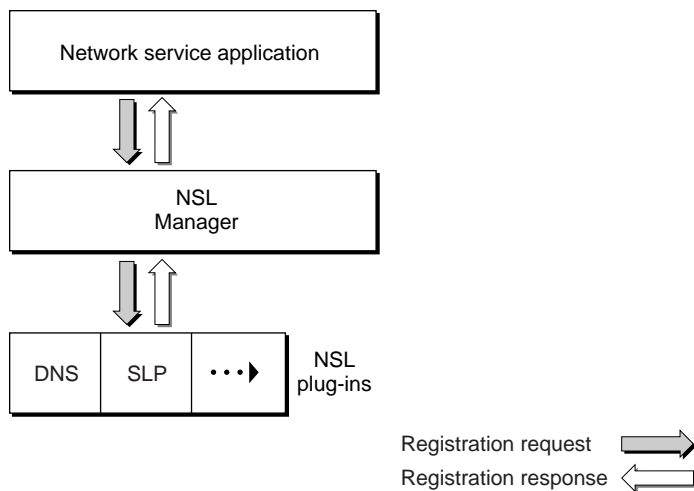 Network service application
NSL
Manager
DNS
SLP
NSL
plug-ins
Registration request
Registration response